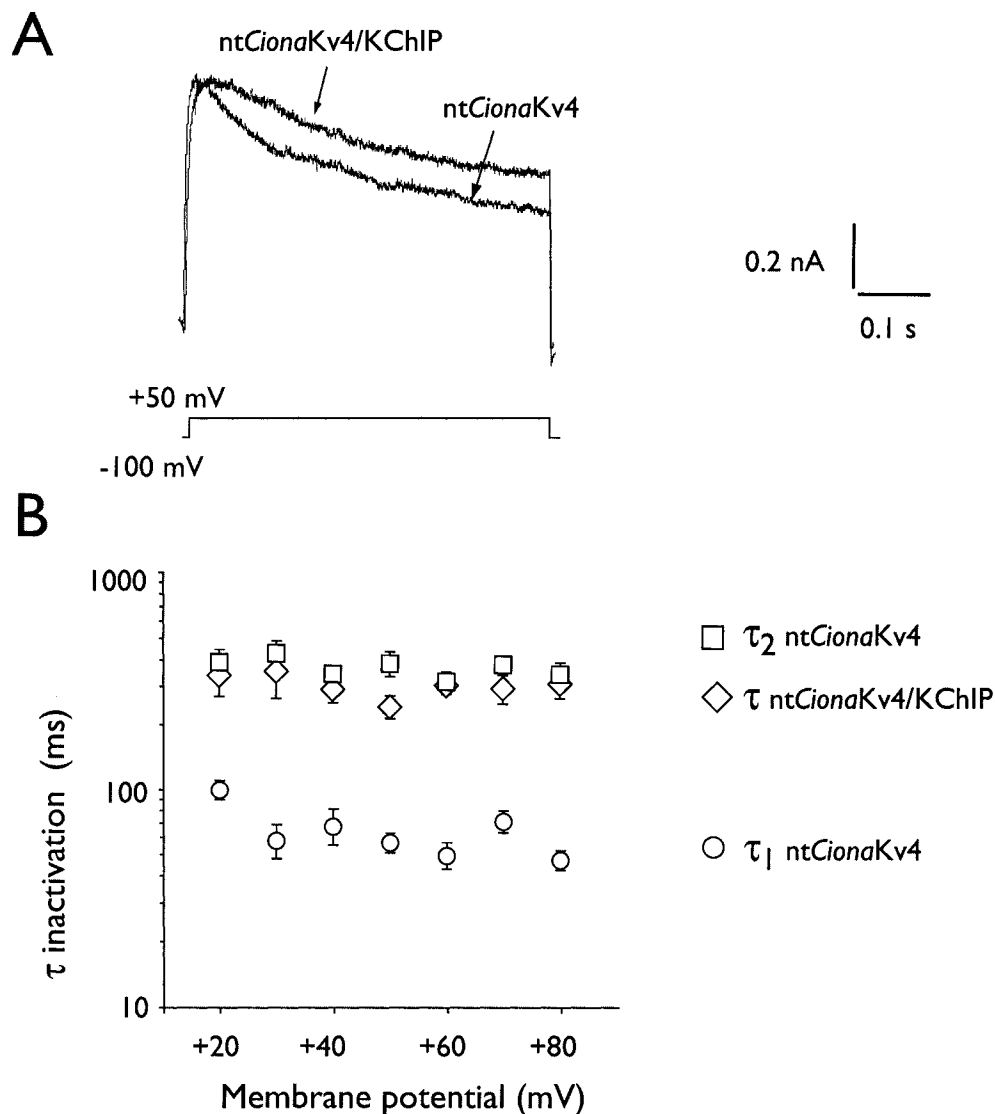 A
ntCionaKv4/KChIP
ntCionaKv4
0.2 nA
0.1 s
+50 mV
-100 mV
B
1000
100
10
τ inactivation (ms)
+20
+40
+60
+80
Membrane potential (mV)
τ2 ntCionaKv4
τ ntCionaKv4/KChIP
τ1 ntCionaKv4